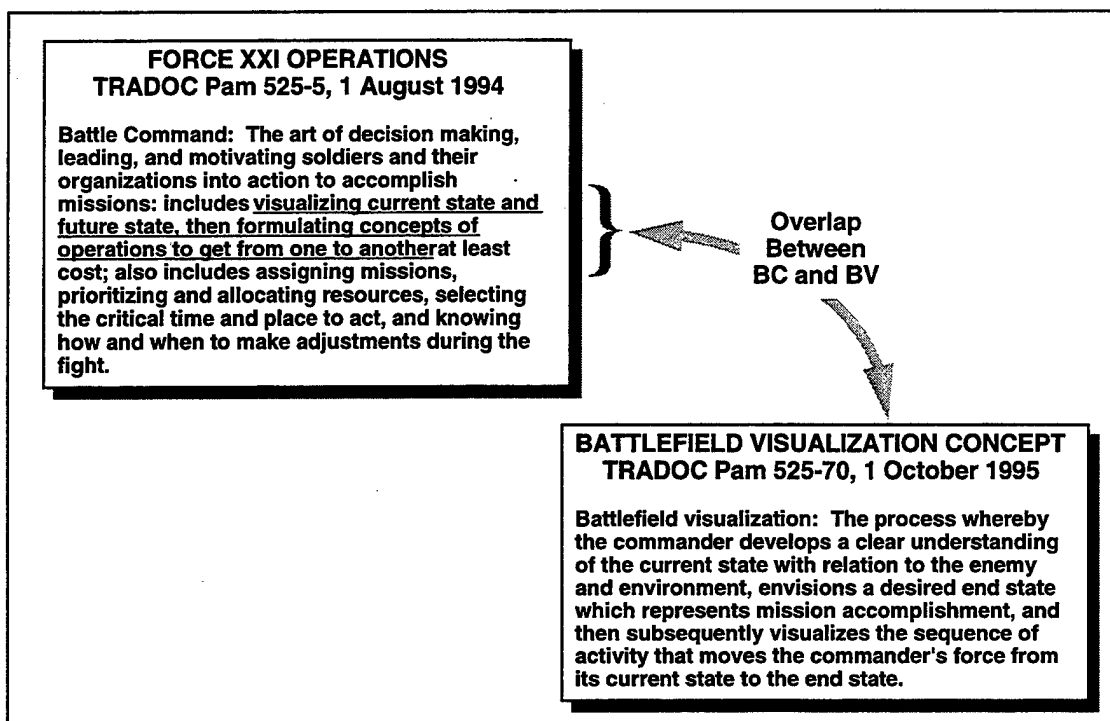 FORCE XXI OPERATIONS
TRADOC Pam 525-5, 1 August 1994
Battle Command: The art of decision making,
leading, and motivating soldiers and their
organizations into action to accomplish
missions: includes visualizing current state and
future state, then formulating concepts of
operations to get from one to anotherat least
cost; also includes assigning missions,
prioritizing and allocating resources, selecting
the critical time and place to act, and knowing
how and when to make adjustments during the
fight.
}
Overlap
Between
BC and BV
BATTLEFIELD VISUALIZATION CONCEPT
TRADOC Pam 525-70, 1 October 1995
Battlefield visualization: The process whereby
the commander develops a clear understanding
of the current state with relation to the enemy
and environment, envisions a desired end state
which represents mission accomplishment, and
then subsequently visualizes the sequence of
activity that moves the commander's force from
its current state to the end state.